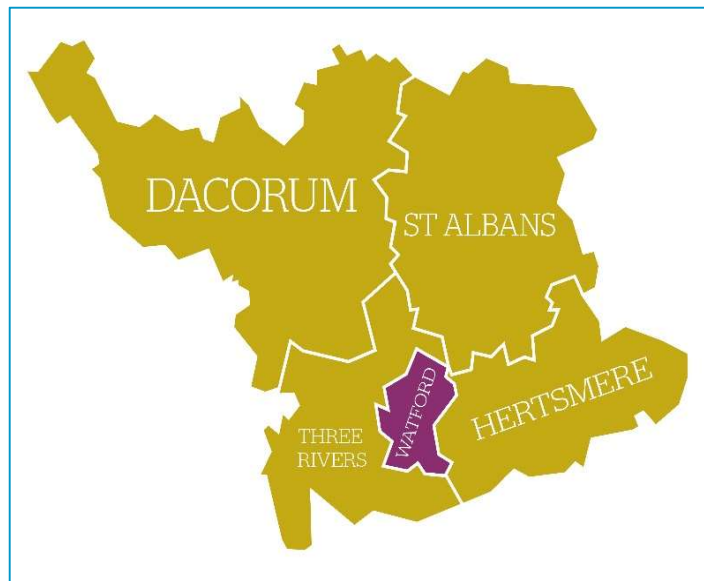 DACORUM
ST ALBANS
HERTSMERE
WATFORD
THREE
RIVERS